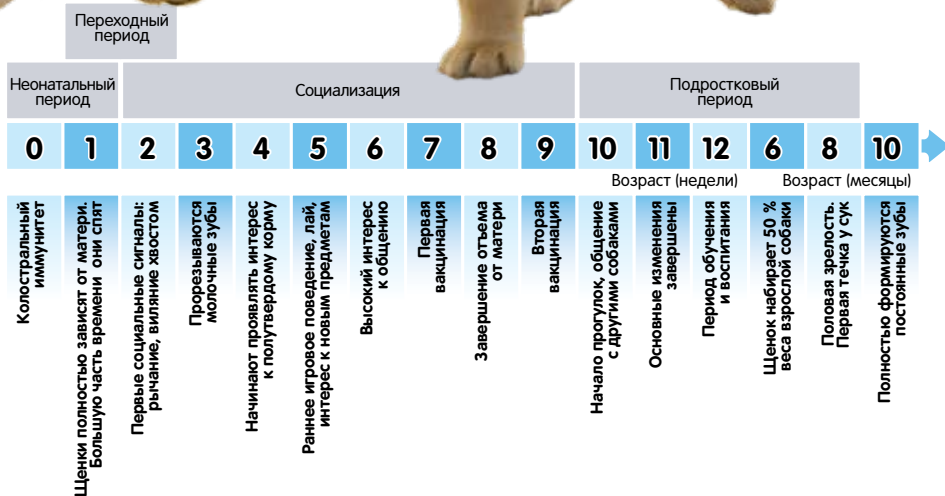 Переходный
период
Неонатальный
период
Социализация
Подростковый
период
0 1 2 3 4 5 6 7 8 9 10 11 12 6 8 10
Возраст (недели)
Возраст (месяцы)
Колостральный
иммунитет
Щенки полностью зависят от матери.
Большую часть времени они спят
Первые социальные сигналы:
рычание, виляние хвостом
Прорезываются
молочные зубы
Начинают проявлять интерес
к полутвердому корму
Раннее игровое поведение, лай,
интерес к новым предметам
Высокий интерес
к общению
Первая
вакцинация
Завершение отъема
от матери
Вторая
вакцинация
Начало прогулок, общение
с другими собаками
Основные изменения
завершены
Период обучения
и воспитания
Щенок набирает 50 %
веса взрослой собаки
Половая зрелость.
Первая течка у сук
Полностью формируются
постоянные зубы